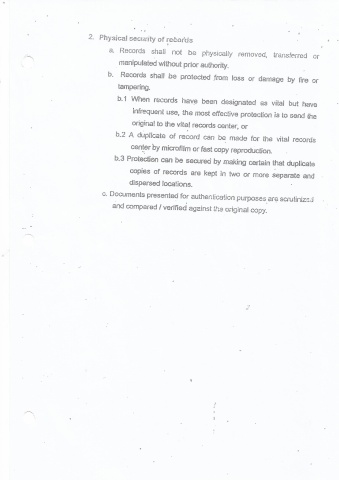 2. Physical security of records
a. Records shall not be physically removed, transferred or
manipulated without prior authority.
b. Records shall be protected from loss or damage by fire or
tampering.
b.1 When records have been designated as vital but have
infrequent use, the most effective protection is to send the
original to the vital records center, or
b.2 A duplicate of record can be made for the vital records
center by microfilm or fast copy reproduction.
b.3 Protection can be secured by making certain that duplicate
copies of records are kept in two or more separate and
dispersed locations.
c. Documents presented for authentication purposes are scrutinized
and compared / verified against the original copy.